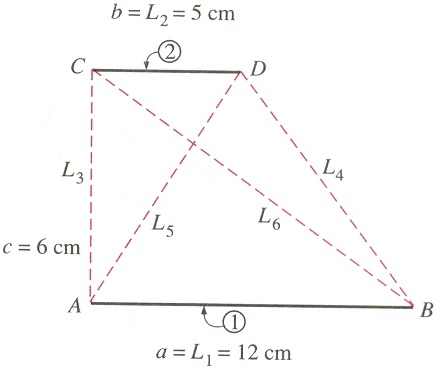 b = L₂ = 5 cm
②
C
D
L₃
L₄
L₅
L₆
c = 6 cm
A
①
B
a = L₁ = 12 cm